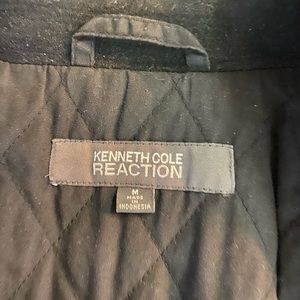 KENNETH COLE
REACTION
M
MADE
IN
INDONESIA